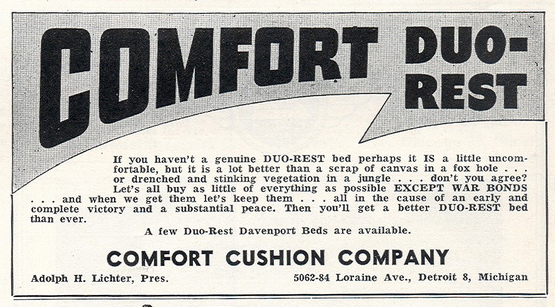 COMFORT DUO-
REST
If you haven't a genuine DUO-REST bed perhaps it IS a little uncom-
fortable, but it is a lot better than a scrap of canvas in a fox hole . . .
or drenched and stinking vegetation in a jungle . . . don't you agree?
Let's all buy as little of everything as possible EXCEPT WAR BONDS
. . . and when we get them let's keep them . . . all in the cause of an early and
complete victory and a substantial peace. Then you'll get a better DUO-REST bed
than ever.
A few Duo-Rest Davenport Beds are available.
COMFORT CUSHION COMPANY
Adolph H. Lichter, Pres. 5062-84 Loraine Ave., Detroit 8, Michigan